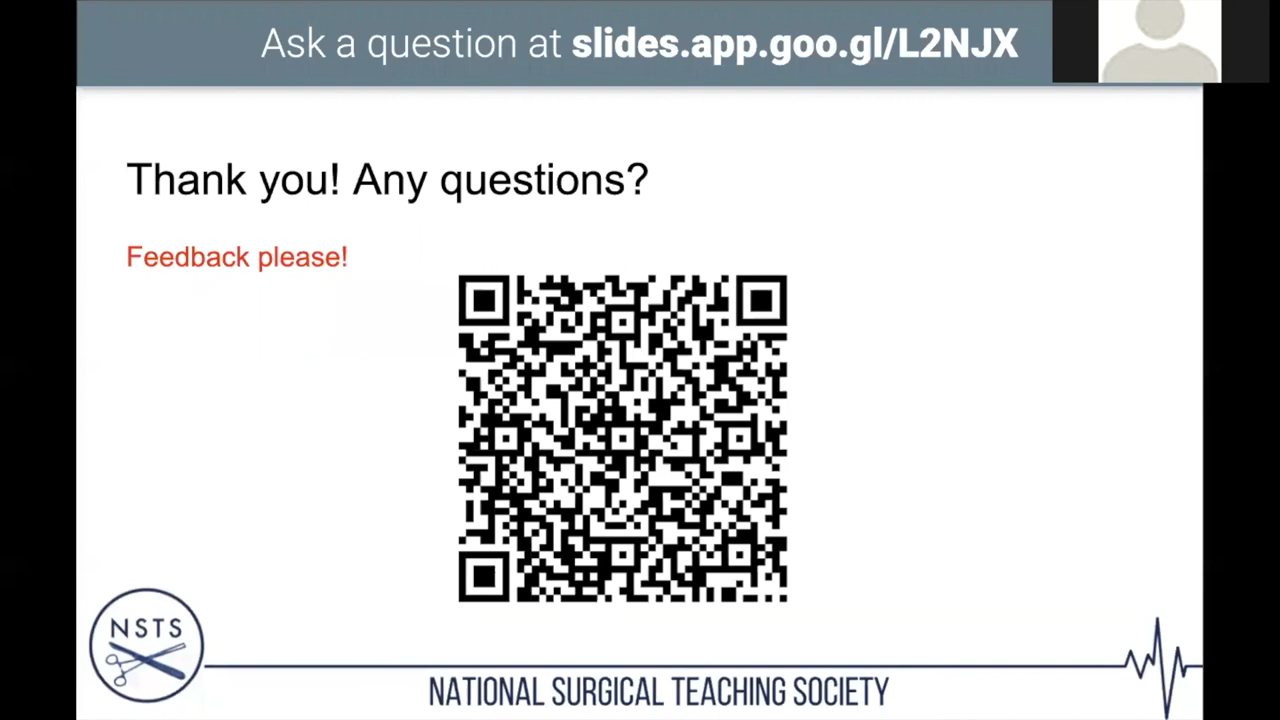 Ask a question at slides.app.goo.gl/L2NJX
Thank you! Any questions?
Feedback please!
NSTS
NATIONAL SURGICAL TEACHING SOCIETY